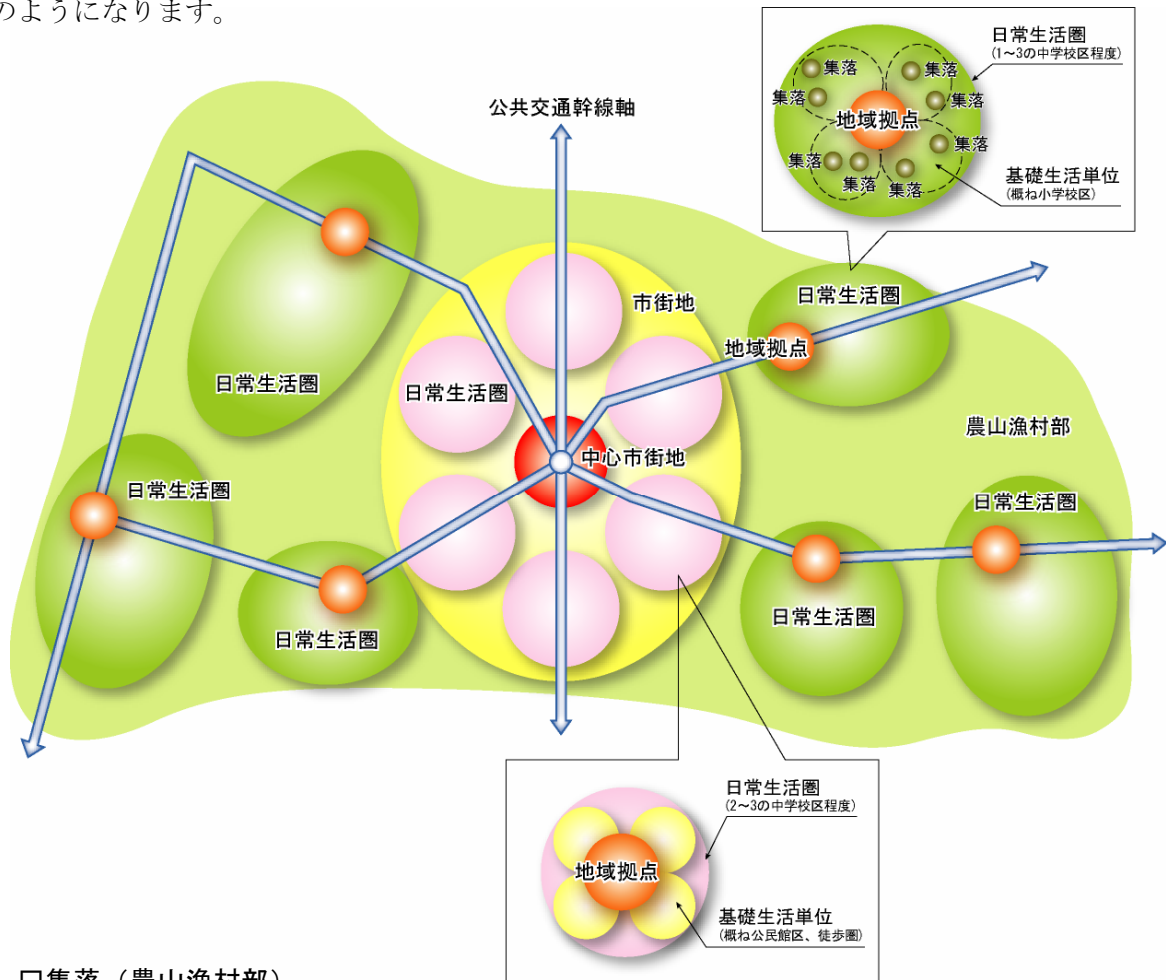 のようになります。
日常生活圏
(1～3の中学校区程度)
集落
集落
集落
集落
地域拠点
集落
集落
集落
集落
基礎生活単位
(概ね小学校区)
公共交通幹線軸
市街地
日常生活圏
地域拠点
日常生活圏
日常生活圏
農山漁村部
中心市街地
日常生活圏
日常生活圏
日常生活圏
日常生活圏
日常生活圏
(2～3の中学校区程度)
地域拠点
基礎生活単位
(概ね公民館区、徒歩圏)
口集落（農山漁村部）